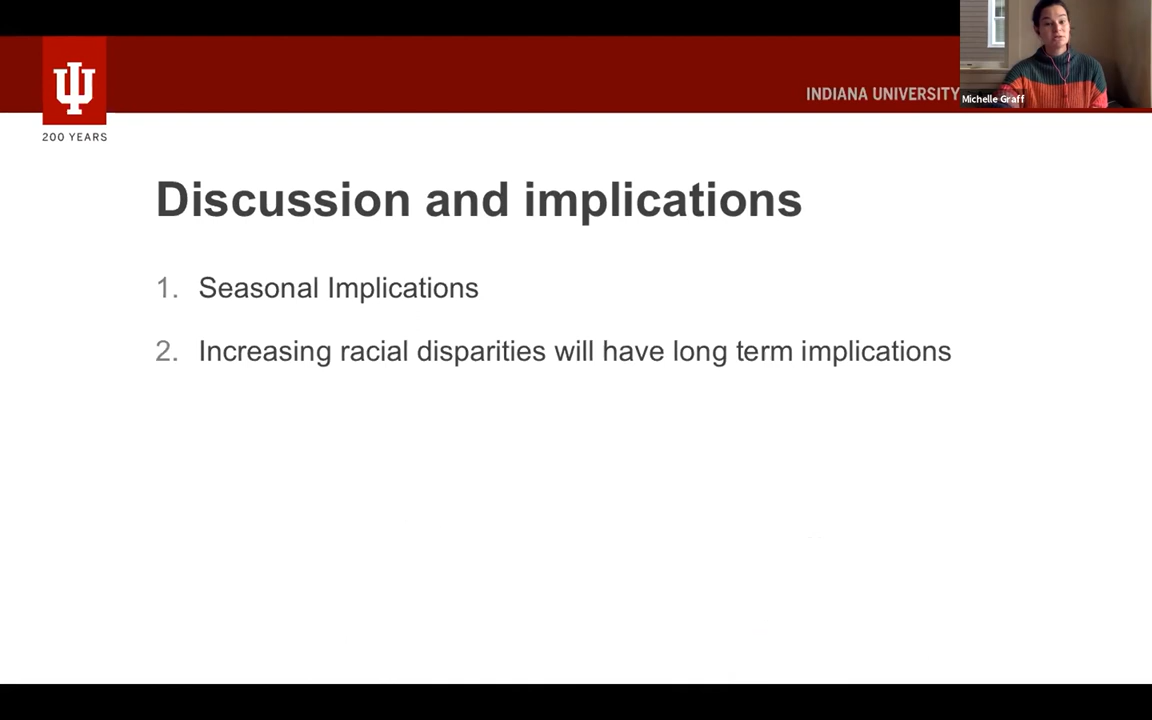 INDIANA UNIVERSITY
Michelle Graff
200 YEARS
Discussion and implications
1. Seasonal Implications
2. Increasing racial disparities will have long term implications